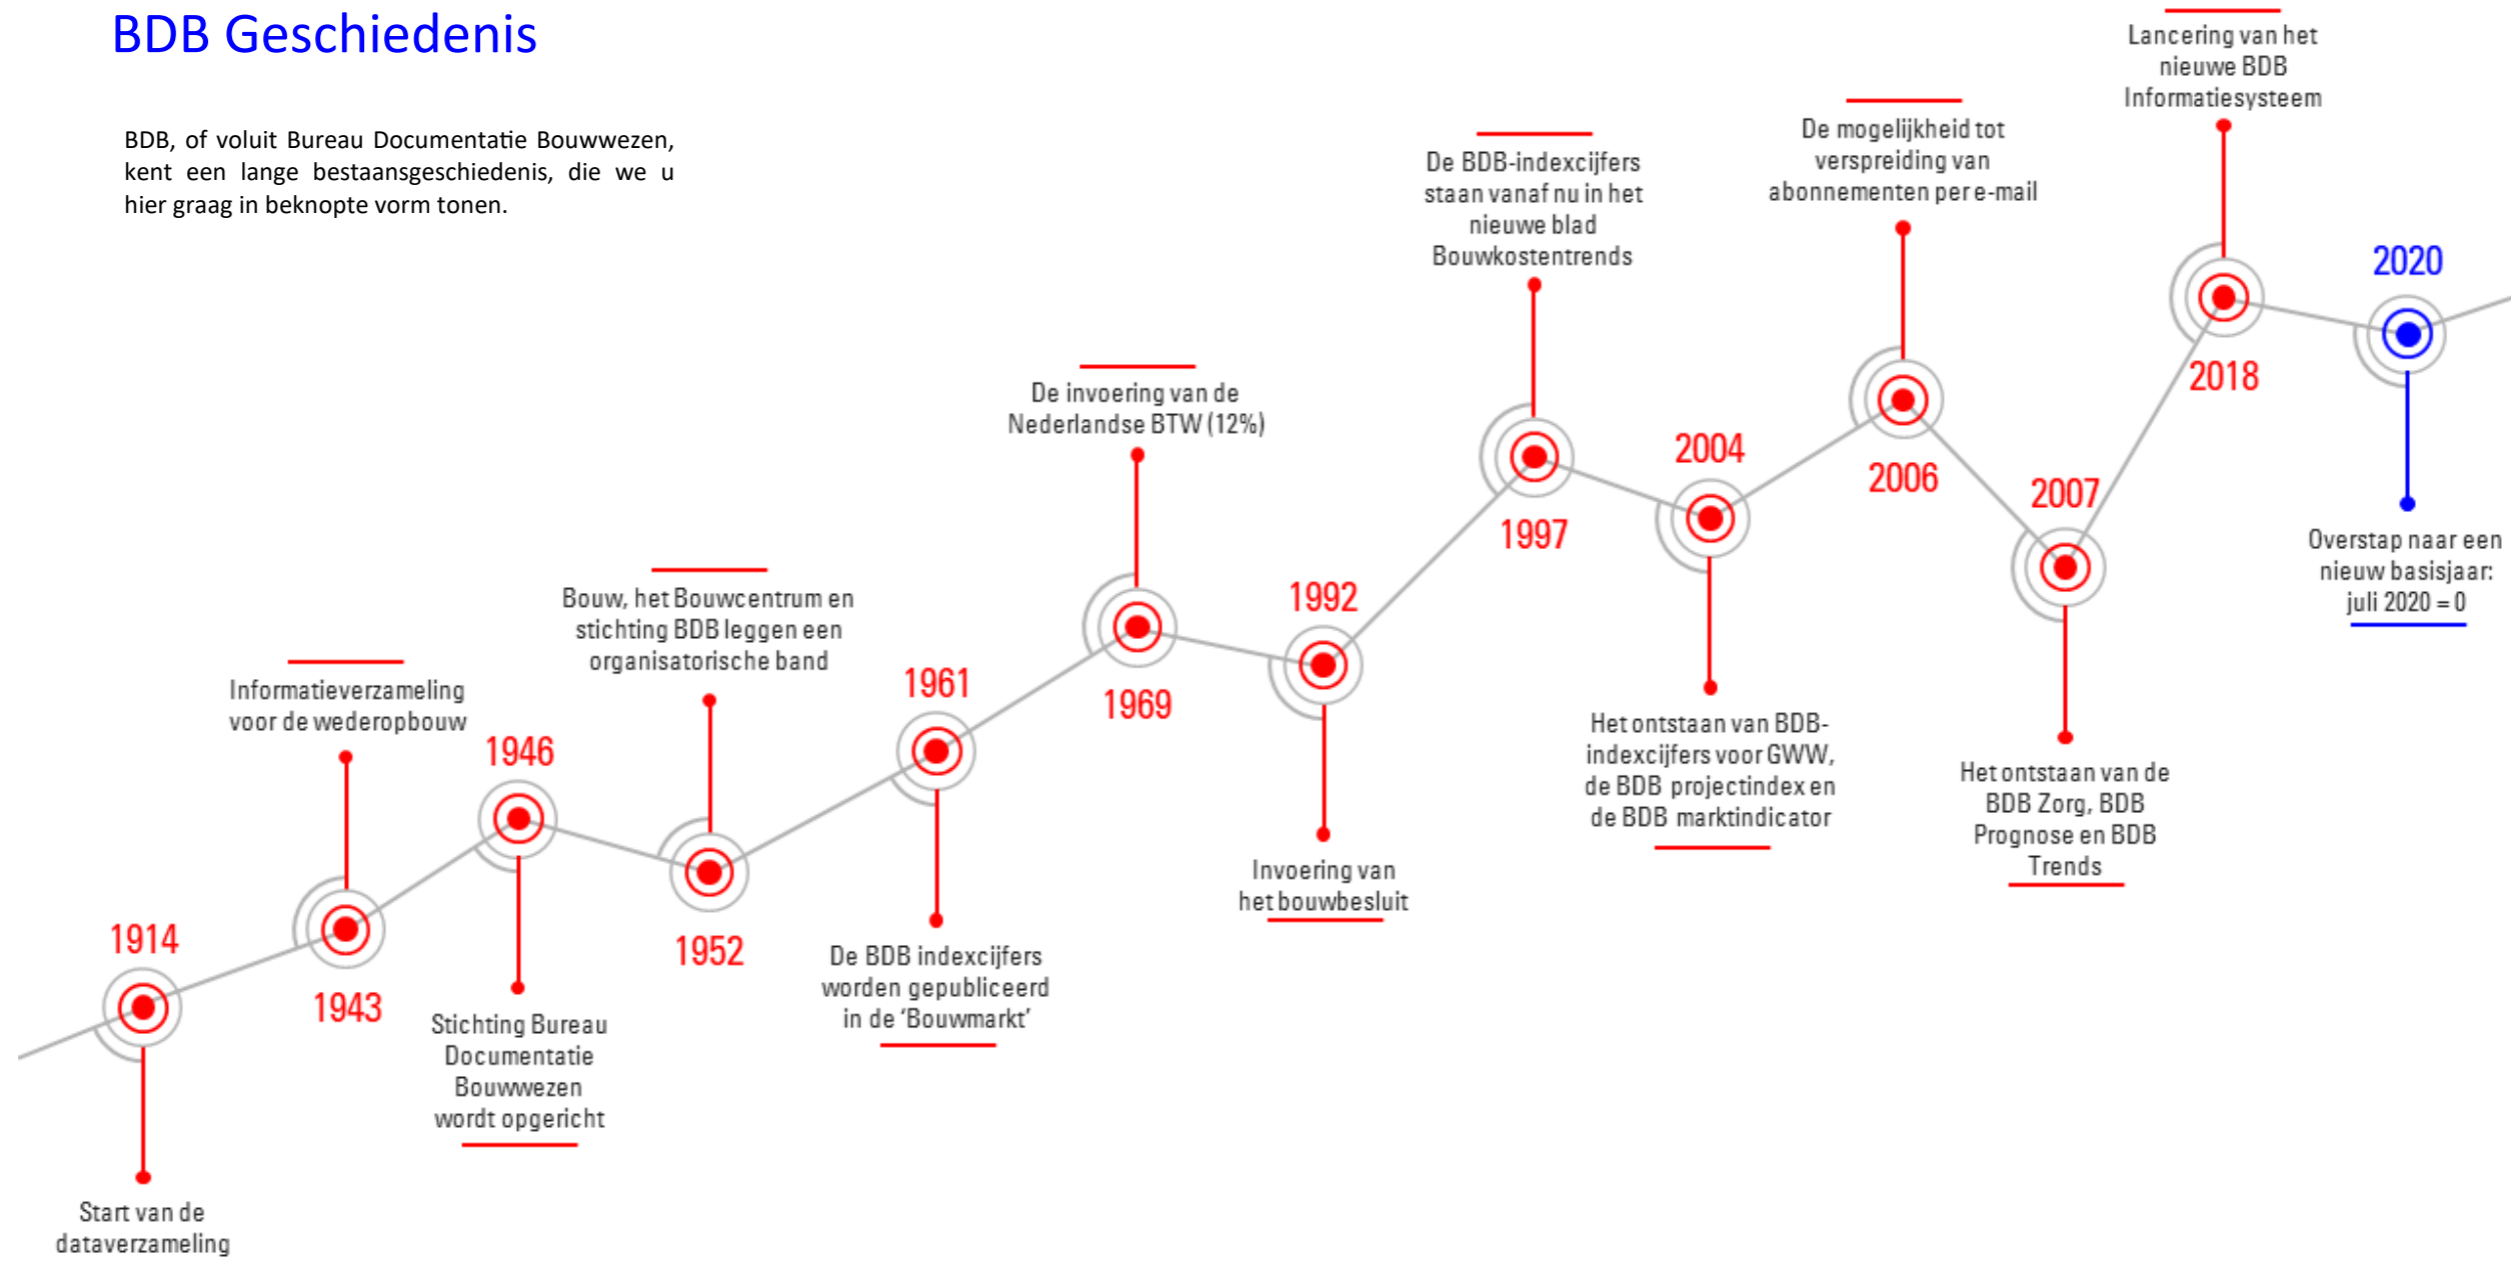 BDB Geschiedenis
BDB, of voluit Bureau Documentatie Bouwwezen,
kent een lange bestaansgeschiedenis, die we u
hier graag in beknopte vorm tonen.
1914
Start van de
dataverzameling
Informatieverzameling
voor de wederopbouw
1943
1946
Stichting Bureau
Documentatie
Bouwwezen
wordt opgericht
Bouw, het Bouwcentrum en
stichting BDB leggen een
organisatorische band
1952
1961
De BDB indexcijfers
worden gepubliceerd
in de ‘Bouwmarkt’
De invoering van de
Nederlandse BTW (12%)
1969
1992
Invoering van
het bouwbesluit
De BDB-indexcijfers
staan vanaf nu in het
nieuwe blad
Bouwkostentrends
1997
2004
Het ontstaan van BDB-
indexcijfers voor GWW,
de BDB projectindex en
de BDB marktindicator
De mogelijkheid tot
verspreiding van
abonnementen per e-mail
2006
2007
Het ontstaan van de
BDB Zorg, BDB
Prognose en BDB
Trends
Lancering van het
nieuwe BDB
Informatiesysteem
2018
2020
Overstap naar een
nieuw basisjaar:
juli 2020 = 0